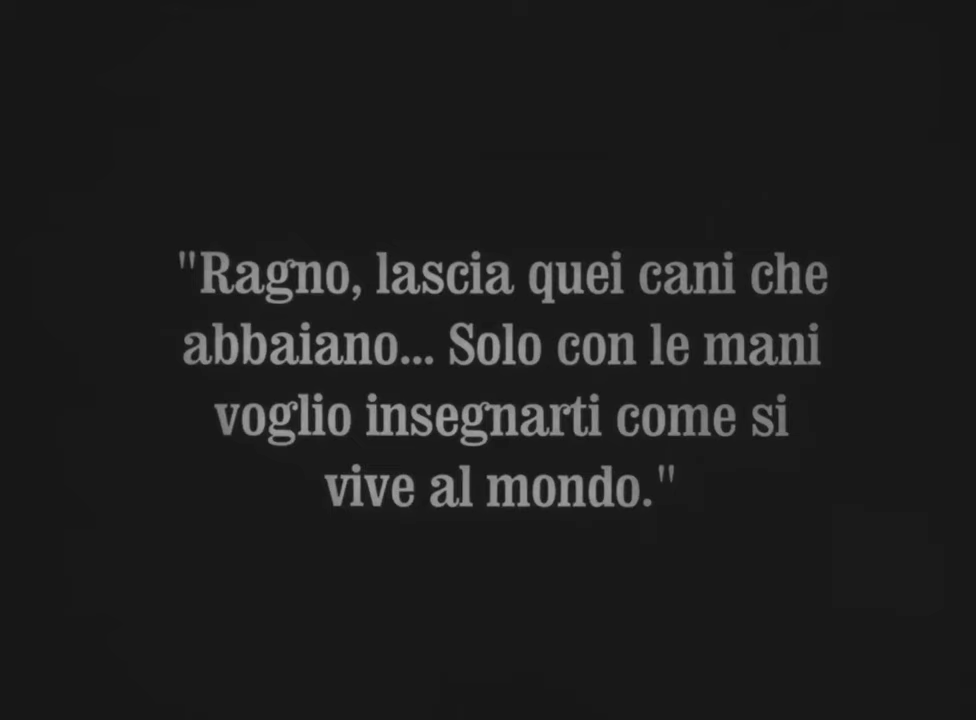 "Ragno, lascia quei cani che
abbaiano... Solo con le mani
voglio insegnarti come si
vive al mondo."